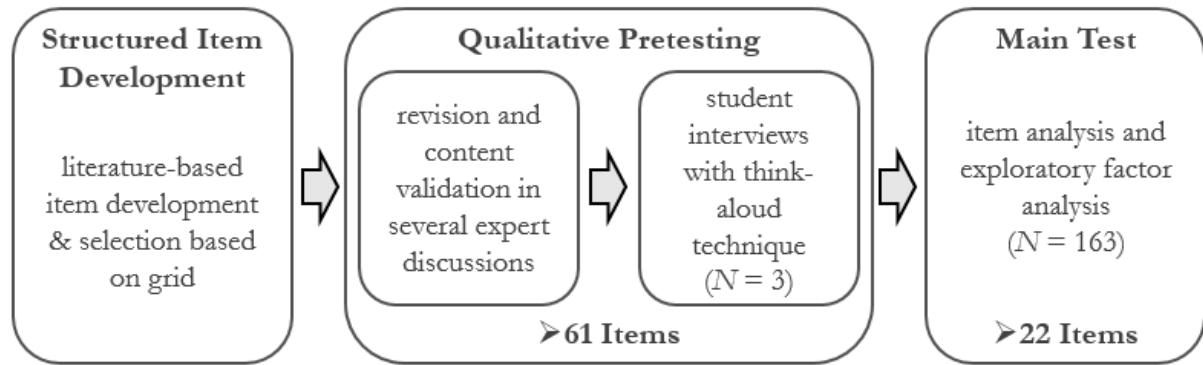 Structured Item
Development
literature-based
item development
& selection based
on grid
Qualitative Pretesting
revision and
content
validation in
several expert
discussions
student
interviews
with think-
aloud
technique
(N = 3)
➢61 Items
Main Test
item analysis and
exploratory factor
analysis
(N = 163)
➢22 Items